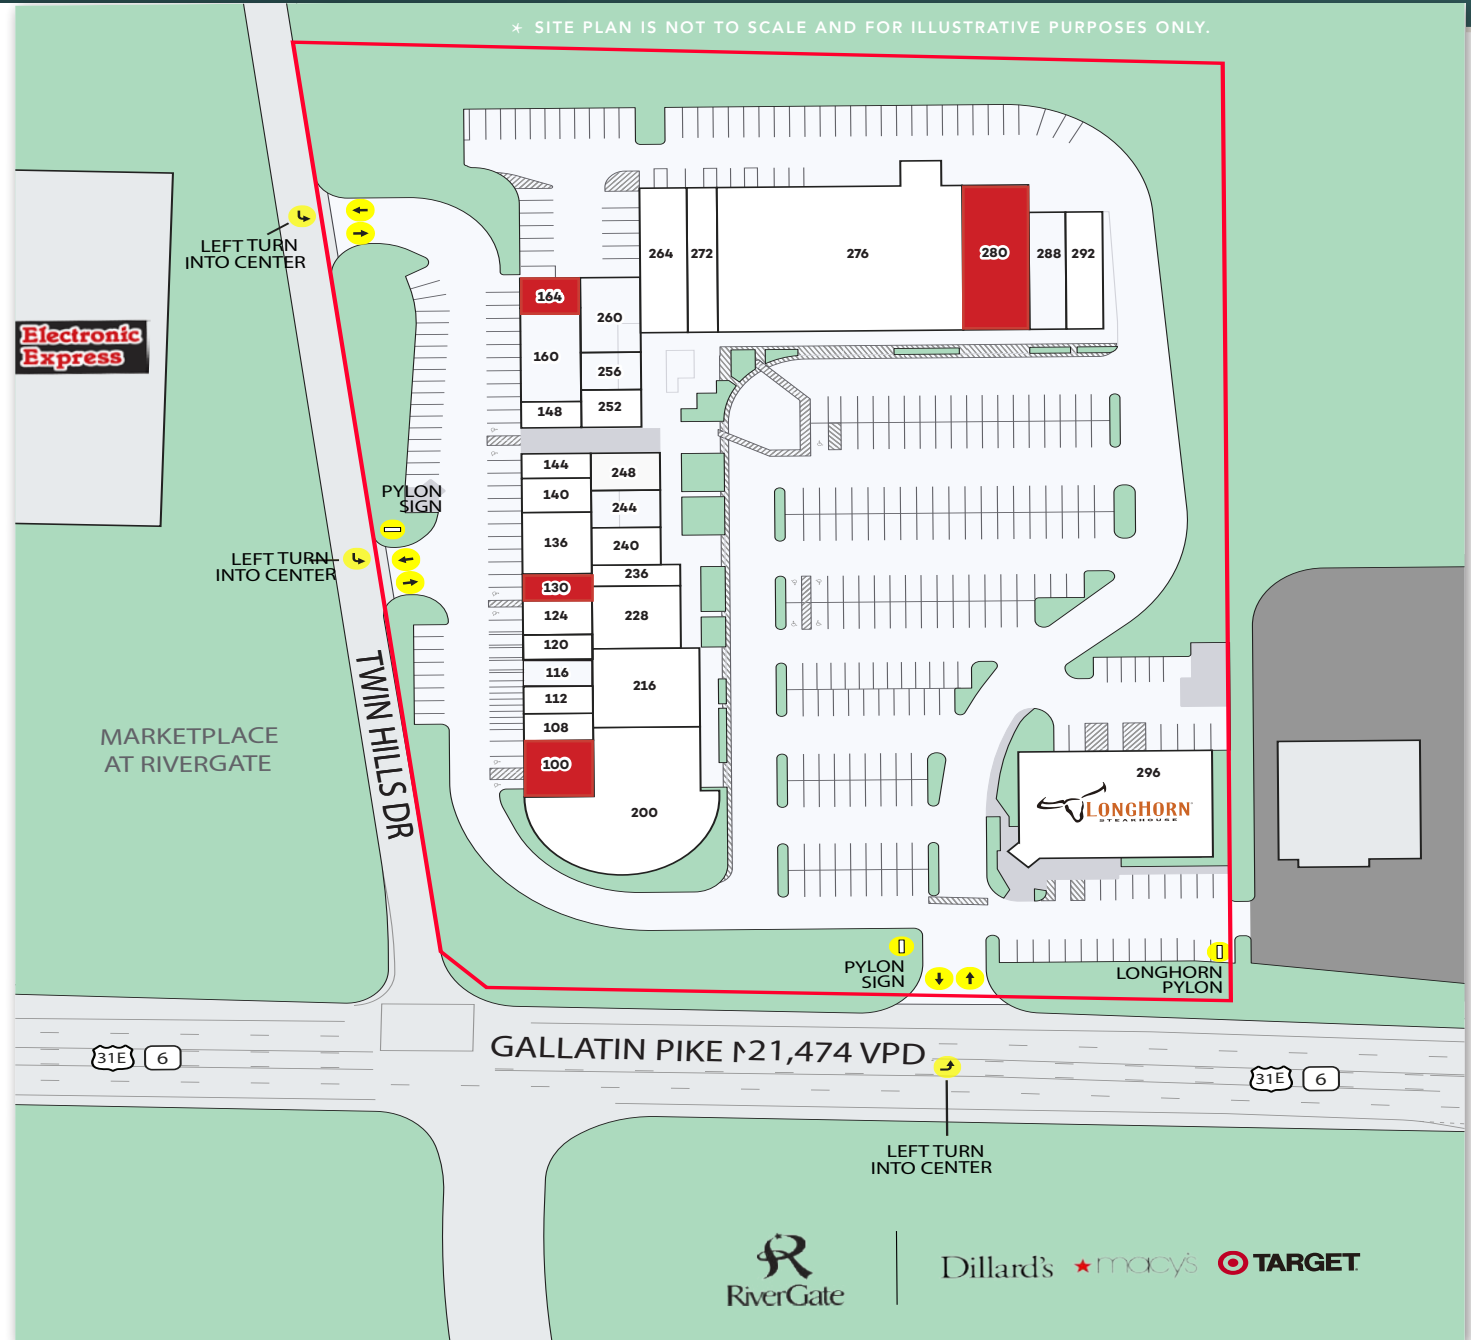 * SITE PLAN IS NOT TO SCALE AND FOR ILLUSTRATIVE PURPOSES ONLY.
LEFT TURN
INTO CENTER
264
272
276
280
288
292
164
260
160
256
148
252
Electronic
Express
144
248
140
244
136
240
130
236
124
228
120
116
216
112
108
100
200
PYLON
SIGN
LEFT TURN
INTO CENTER
TWIN HILLS DR
MARKETPLACE
AT RIVERGATE
296
LONGHORN
STEAKHOUSE
PYLON
SIGN
LONGHORN
PYLON
GALLATIN PIKE 21,474 VPD
31E 6
31E 6
LEFT TURN
INTO CENTER
RiverGate
Dillard's
macy's
TARGET